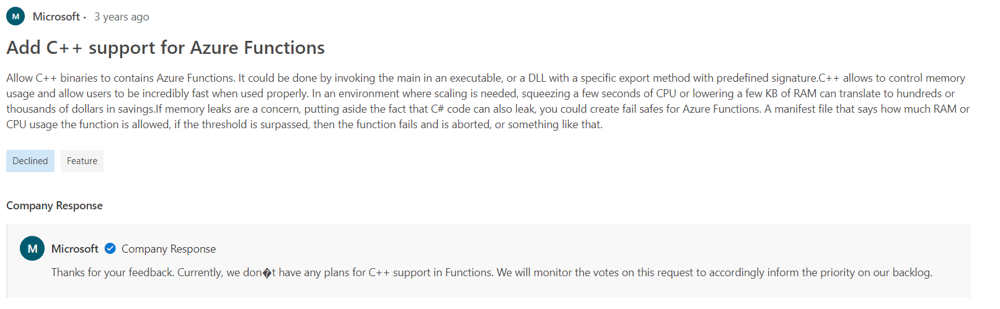 M Microsoft • 3 years ago
Add C++ support for Azure Functions
Allow C++ binaries to contains Azure Functions. It could be done by invoking the main in an executable, or a DLL with a specific export method with predefined signature.C++ allows to control memory
usage and allow users to be incredibly fast when used properly. In an environment where scaling is needed, squeezing a few seconds of CPU or lowering a few KB of RAM can translate to hundreds or
thousands of dollars in savings.If memory leaks are a concern, putting aside the fact that C# code can also leak, you could create fail safes for Azure Functions. A manifest file that says how much RAM or
CPU usage the function is allowed, if the threshold is surpassed, then the function fails and is aborted, or something like that.
Declined Feature
Company Response
M Microsoft Company Response
Thanks for your feedback. Currently, we don�t have any plans for C++ support in Functions. We will monitor the votes on this request to accordingly inform the priority on our backlog.